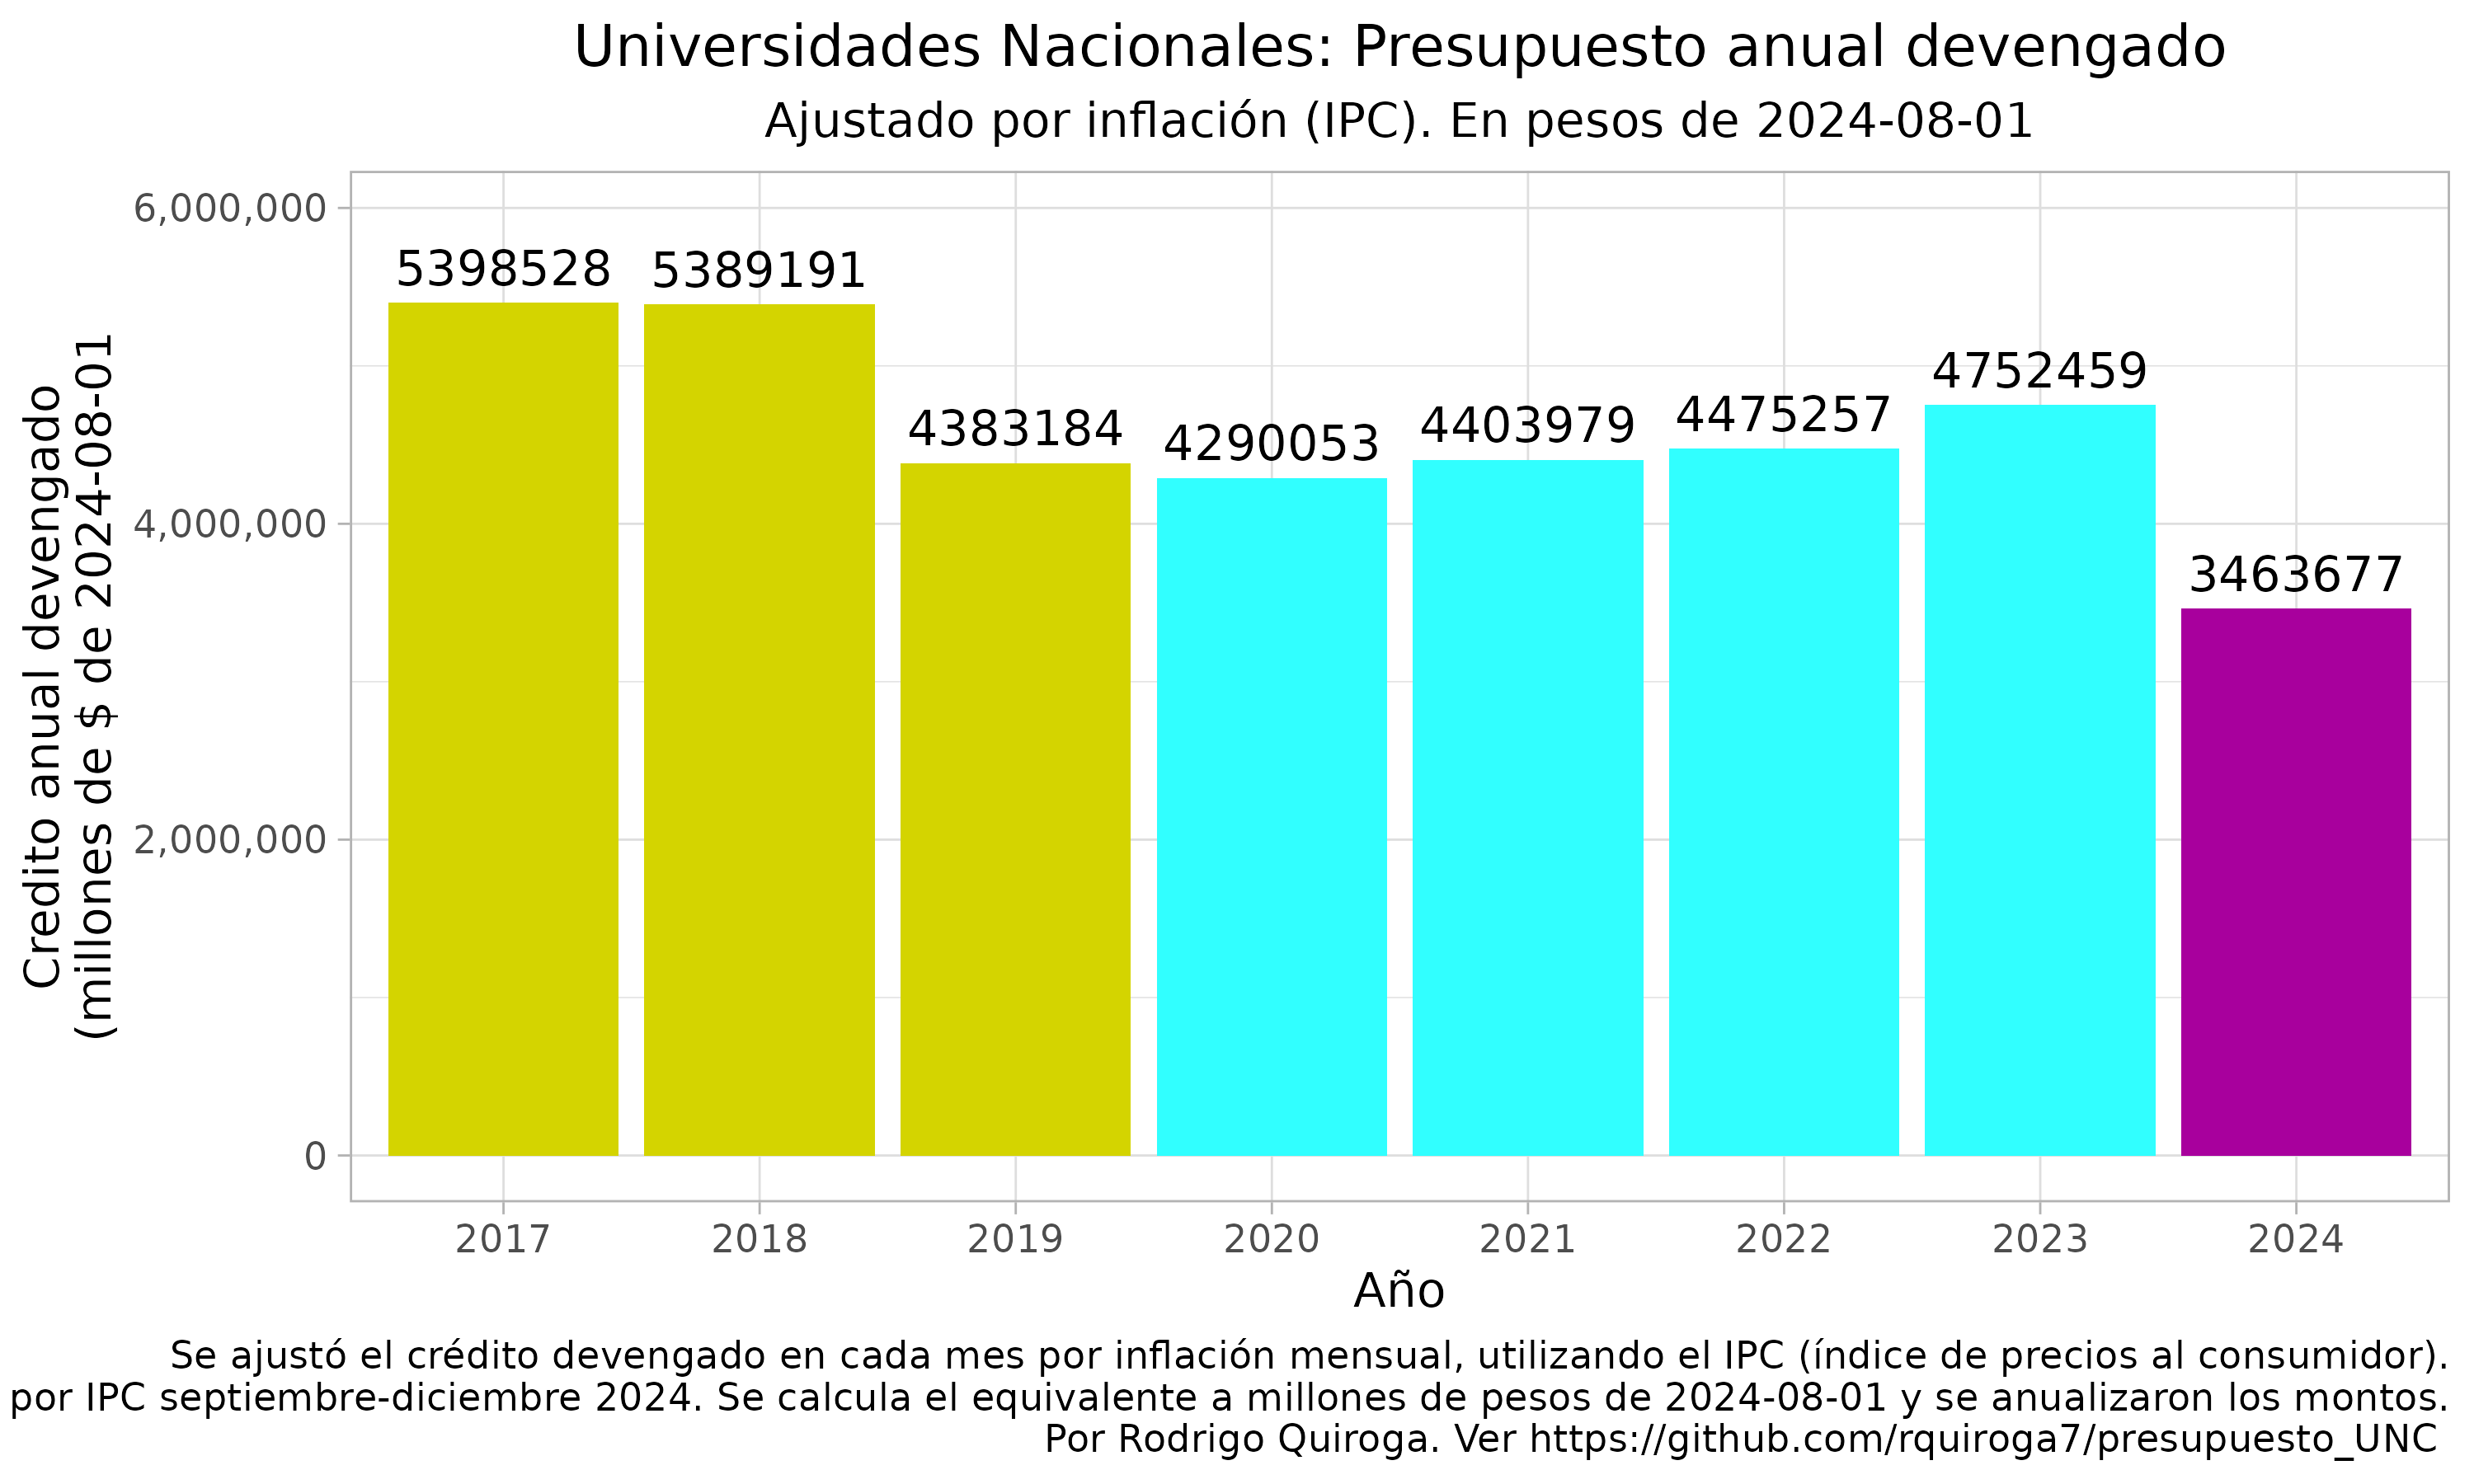 Universidades Nacionales: Presupuesto anual devengado
Ajustado por inflación (IPC). En pesos de 2024-08-01
Credito anual devengado
(millones de $ de 2024-08-01
6,000,000
4,000,000
2,000,000
0
5398528
5389191
4383184
4290053
4403979
4475257
4752459
3463677
2017
2018
2019
2020
2021
2022
2023
2024
Año
Se ajustó el crédito devengado en cada mes por inflación mensual, utilizando el IPC (índice de precios al consumidor).
por IPC septiembre-diciembre 2024. Se calcula el equivalente a millones de pesos de 2024-08-01 y se anualizaron los montos.
Por Rodrigo Quiroga. Ver https://github.com/rquiroga7/presupuesto_UNC